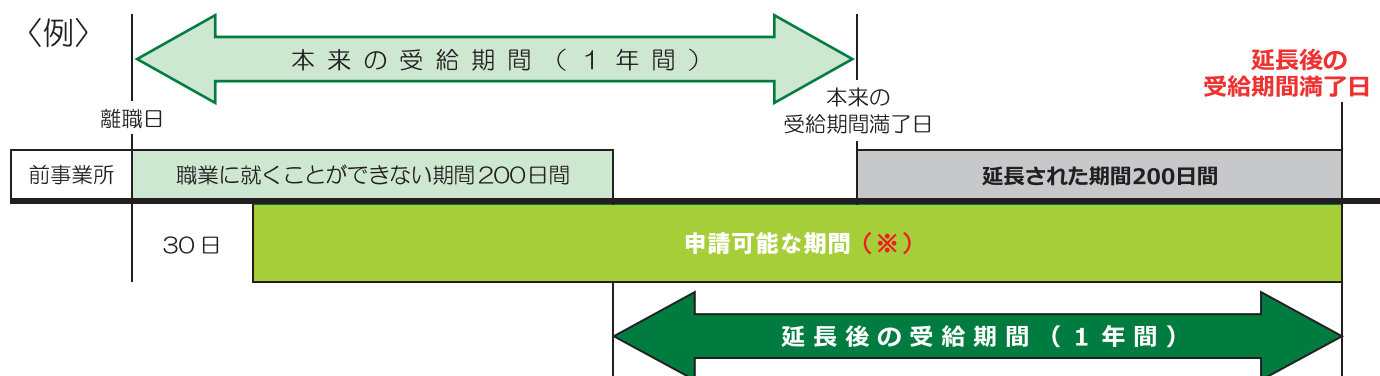 〈例〉
本来の受給期間（1年間）
延長後の
受給期間満了日
離職日
本来の
受給期間満了日
前事業所
職業に就くことができない期間200日間
延長された期間200日間
30日
申請可能な期間（※）
延長後の受給期間（1年間）